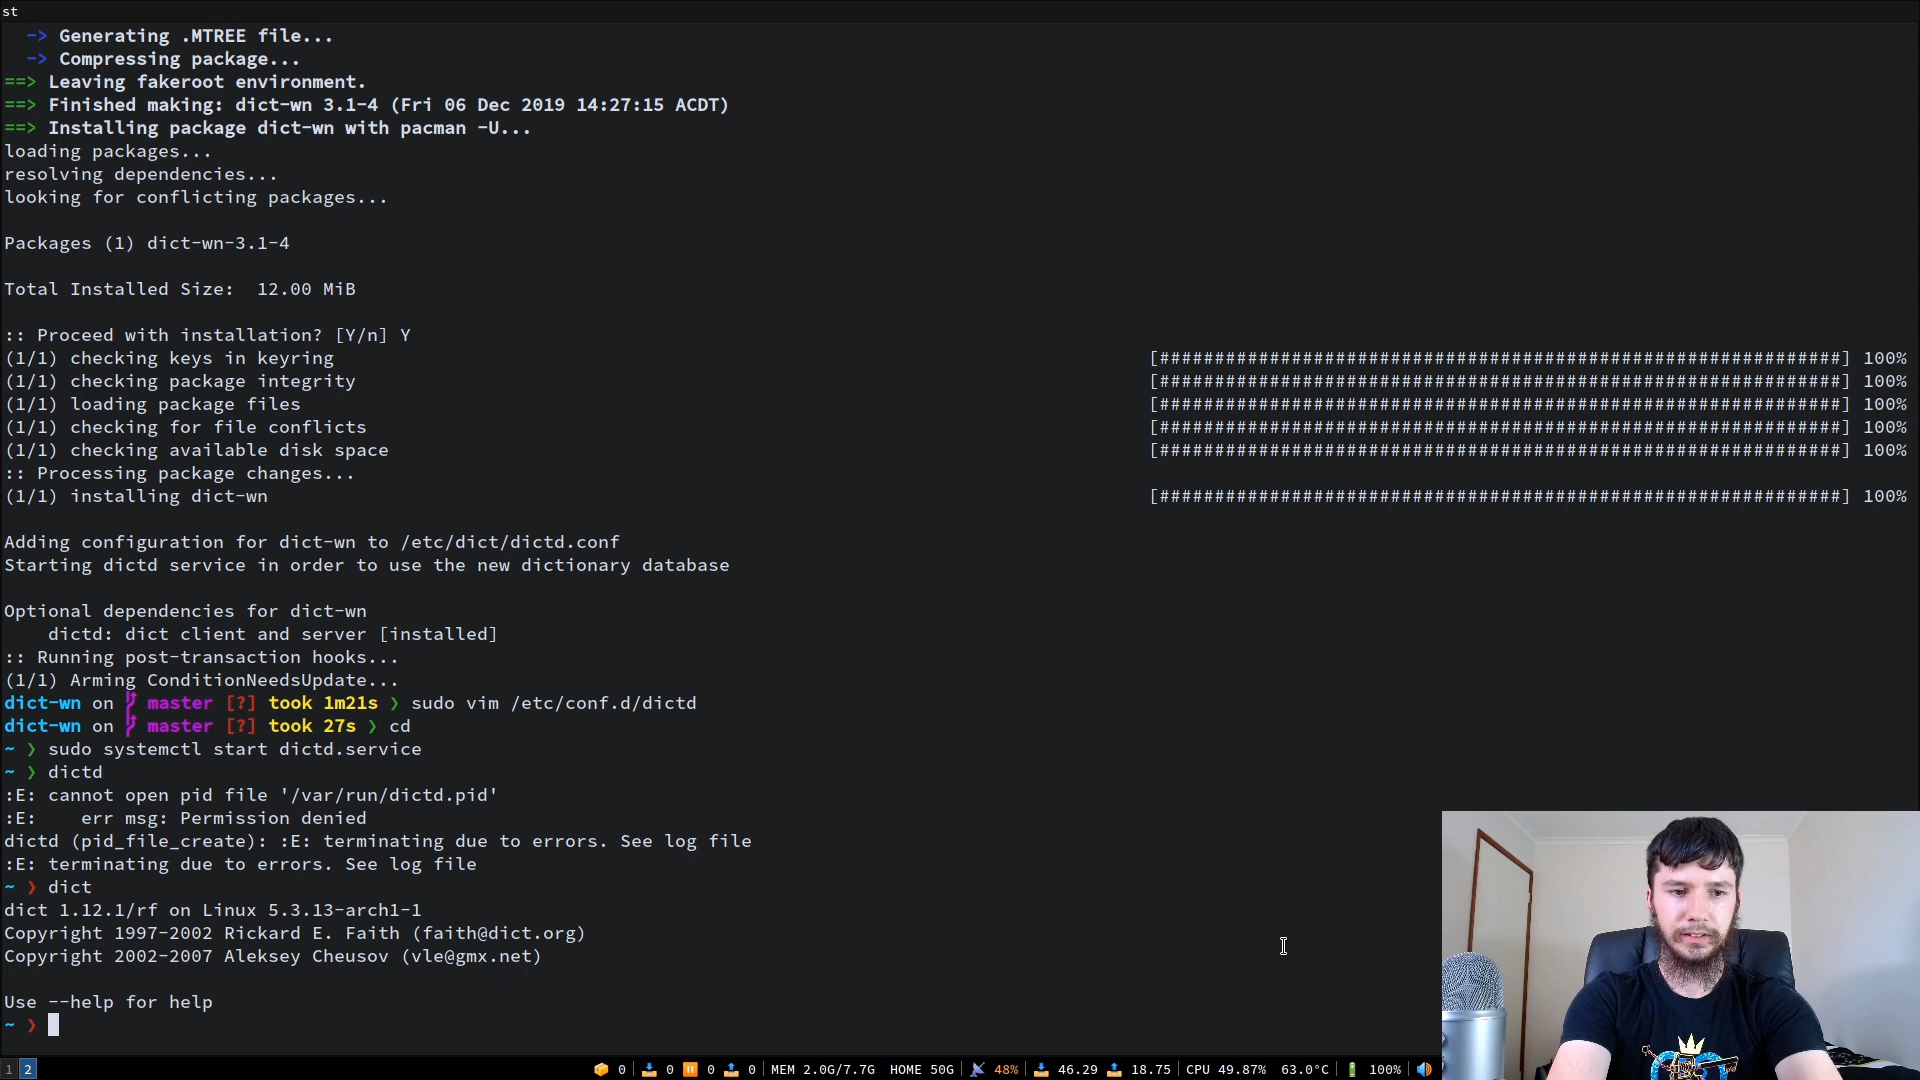 st
-> Generating .MTREE file...
-> Compressing package...
==> Leaving fakeroot environment.
==> Finished making: dict-wn 3.1-4 (Fri 06 Dec 2019 14:27:15 ACDT)
==> Installing package dict-wn with pacman -U...
loading packages...
resolving dependencies...
looking for conflicting packages...
Packages (1) dict-wn-3.1-4
Total Installed Size:  12.00 MiB
:: Proceed with installation? [Y/n] Y
(1/1) checking keys in keyring [##############################################################] 100%
(1/1) checking package integrity [##############################################################] 100%
(1/1) loading package files [##############################################################] 100%
(1/1) checking for file conflicts [##############################################################] 100%
(1/1) checking available disk space [##############################################################] 100%
:: Processing package changes...
(1/1) installing dict-wn [##############################################################] 100%
Adding configuration for dict-wn to /etc/dict/dictd.conf
Starting dictd service in order to use the new dictionary database
Optional dependencies for dict-wn
dictd: dict client and server [installed]
:: Running post-transaction hooks...
(1/1) Arming ConditionNeedsUpdate...
dict-wn on master [?] took 1m21s ❯ sudo vim /etc/conf.d/dictd
dict-wn on master [?] took 27s ❯ cd
~ ❯ sudo systemctl start dictd.service
~ ❯ dictd
:E: cannot open pid file '/var/run/dictd.pid'
:E:    err msg: Permission denied
dictd (pid_file_create): :E: terminating due to errors. See log file
:E: terminating due to errors. See log file
~ ❯ dict
dict 1.12.1/rf on Linux 5.3.13-arch1-1
Copyright 1997-2002 Rickard E. Faith (faith@dict.org)
Copyright 2002-2007 Aleksey Cheusov (vle@gmx.net)
Use --help for help
~ ❯
1 2 0 | 0 0 0 | MEM 2.0G/7.7G HOME 50G | 48% | 46.29 18.75 | CPU 49.87% 63.0°C | 100% |